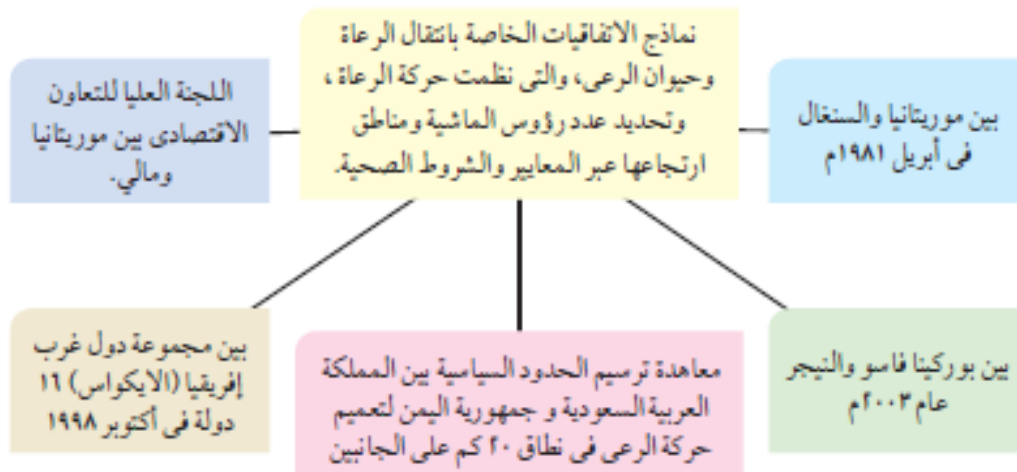 نماذج الاتفاقيات الخاصة بانتقال الرعاة
وحيوان الرعى، والتى نظمت حركة الرعاة ،
وتحديد عدد رؤوس الماشية ومناطق
ارتجاعها عبر المعايير والشروط الصحية.
بين موريتانيا والسنغال
فى أبريل ١٩٨١م
اللجنة العليا للتعاون
الاقتصادى بين موريتانيا
ومالي.
بين بوركينا فاسو والنيجر
عام ٢٠٠٣م
معاهدة ترسيم الحدود السياسية بين المملكة
العربية السعودية و جمهورية اليمن لتعميم
حركة الرعى فى نطاق ٢٠ كم على الجانبين
بين مجموعة دول غرب
إفريقيا (الايكواس) ١٦
دولة فى أكتوبر ١٩٩٨